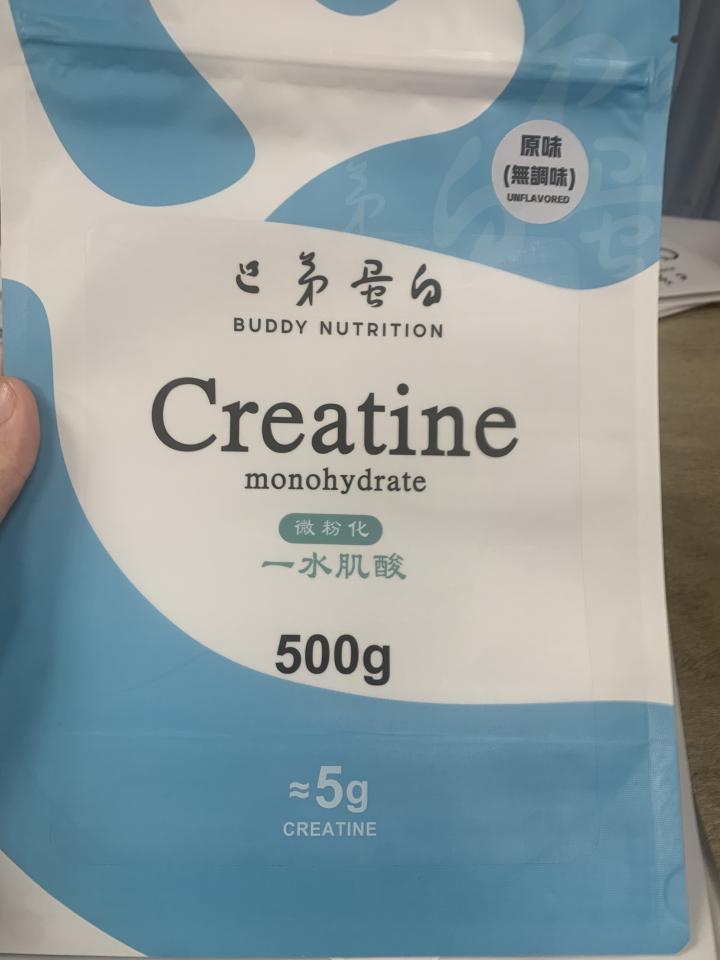 原味
(無調味)
UNFLAVORED
巴弟蛋白
BUDDY NUTRITION
Creatine
monohydrate
微粉化
一水肌酸
500g
≈5g
CREATINE